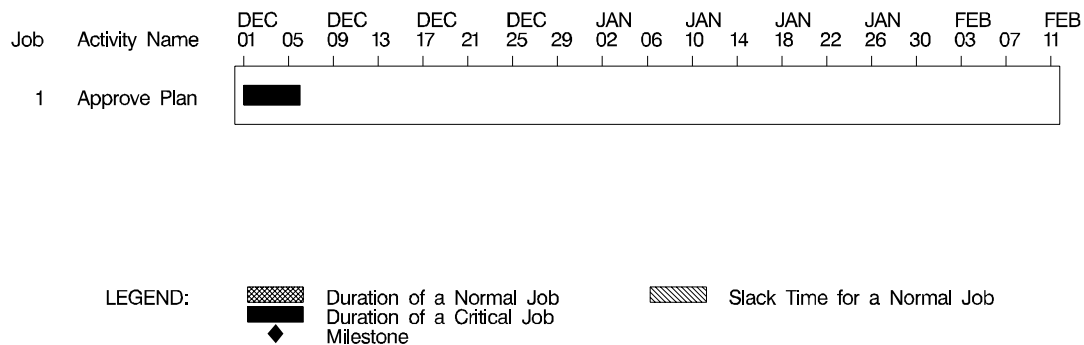 DEC DEC DEC DEC JAN JAN JAN JAN FEB FEB
Job Activity Name 01 05 09 13 17 21 25 29 02 06 10 14 18 22 26 30 03 07 11
1 Approve Plan
LEGEND: Duration of a Normal Job Slack Time for a Normal Job
Duration of a Critical Job
Milestone